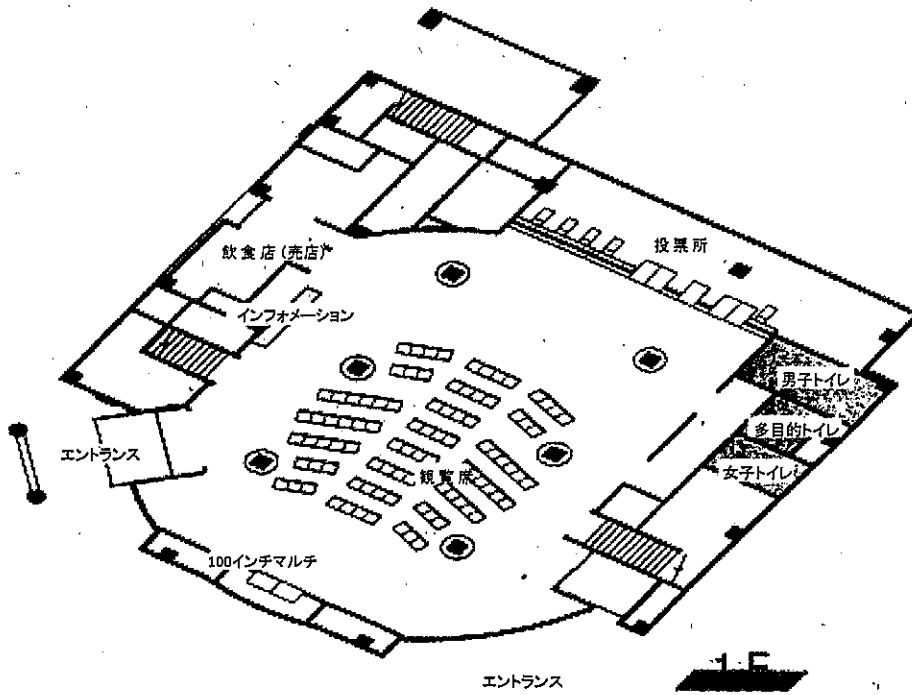 投票所
飲食店(売店)
インフォメーション
男子トイレ
多目的トイレ
エントランス
観覧席
女子トイレ
100インチマルチ
エントランス
1F